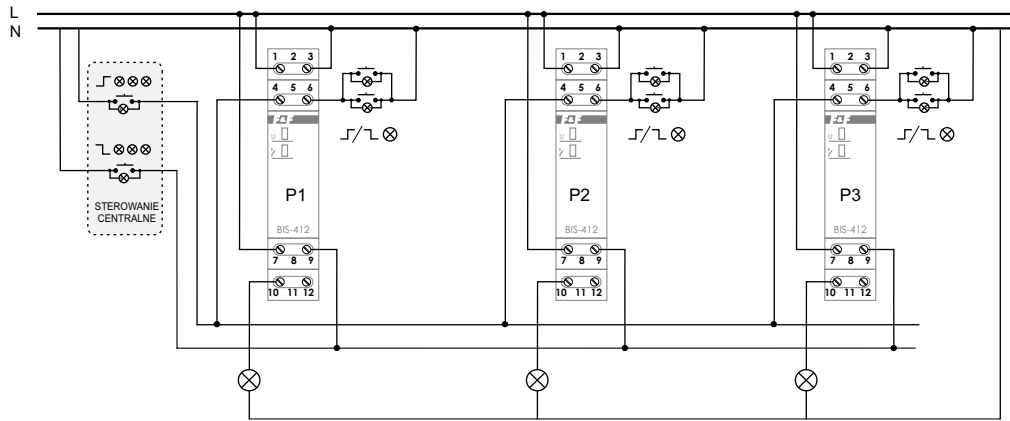 L
N
1 2 3
4 5 6
F&F
U
P1
BIS-412
7 8 9
10 11 12
1 2 3
4 5 6
F&F
U
P2
BIS-412
7 8 9
10 11 12
1 2 3
4 5 6
F&F
U
P3
BIS-412
7 8 9
10 11 12
STEROWANIE
CENTRALNE